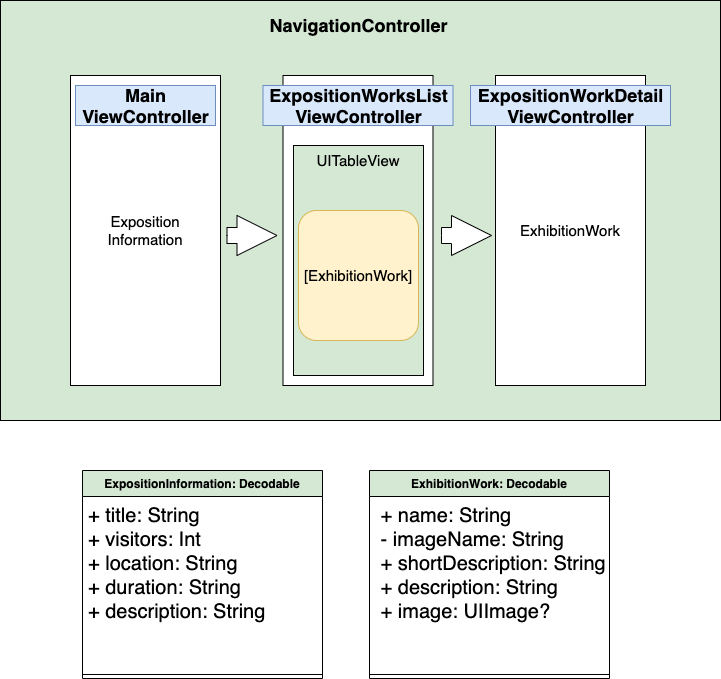 NavigationController
Main
ViewController
ExpositionWorksList
ViewController
ExpositionWorkDetail
ViewController
UITableView
Exposition
Information
[ExhibitionWork]
ExhibitionWork
ExpositionInformation: Decodable
+ title: String
+ visitors: Int
+ location: String
+ duration: String
+ description: String
ExhibitionWork: Decodable
+ name: String
- imageName: String
+ shortDescription: String
+ description: String
+ image: UIImage?